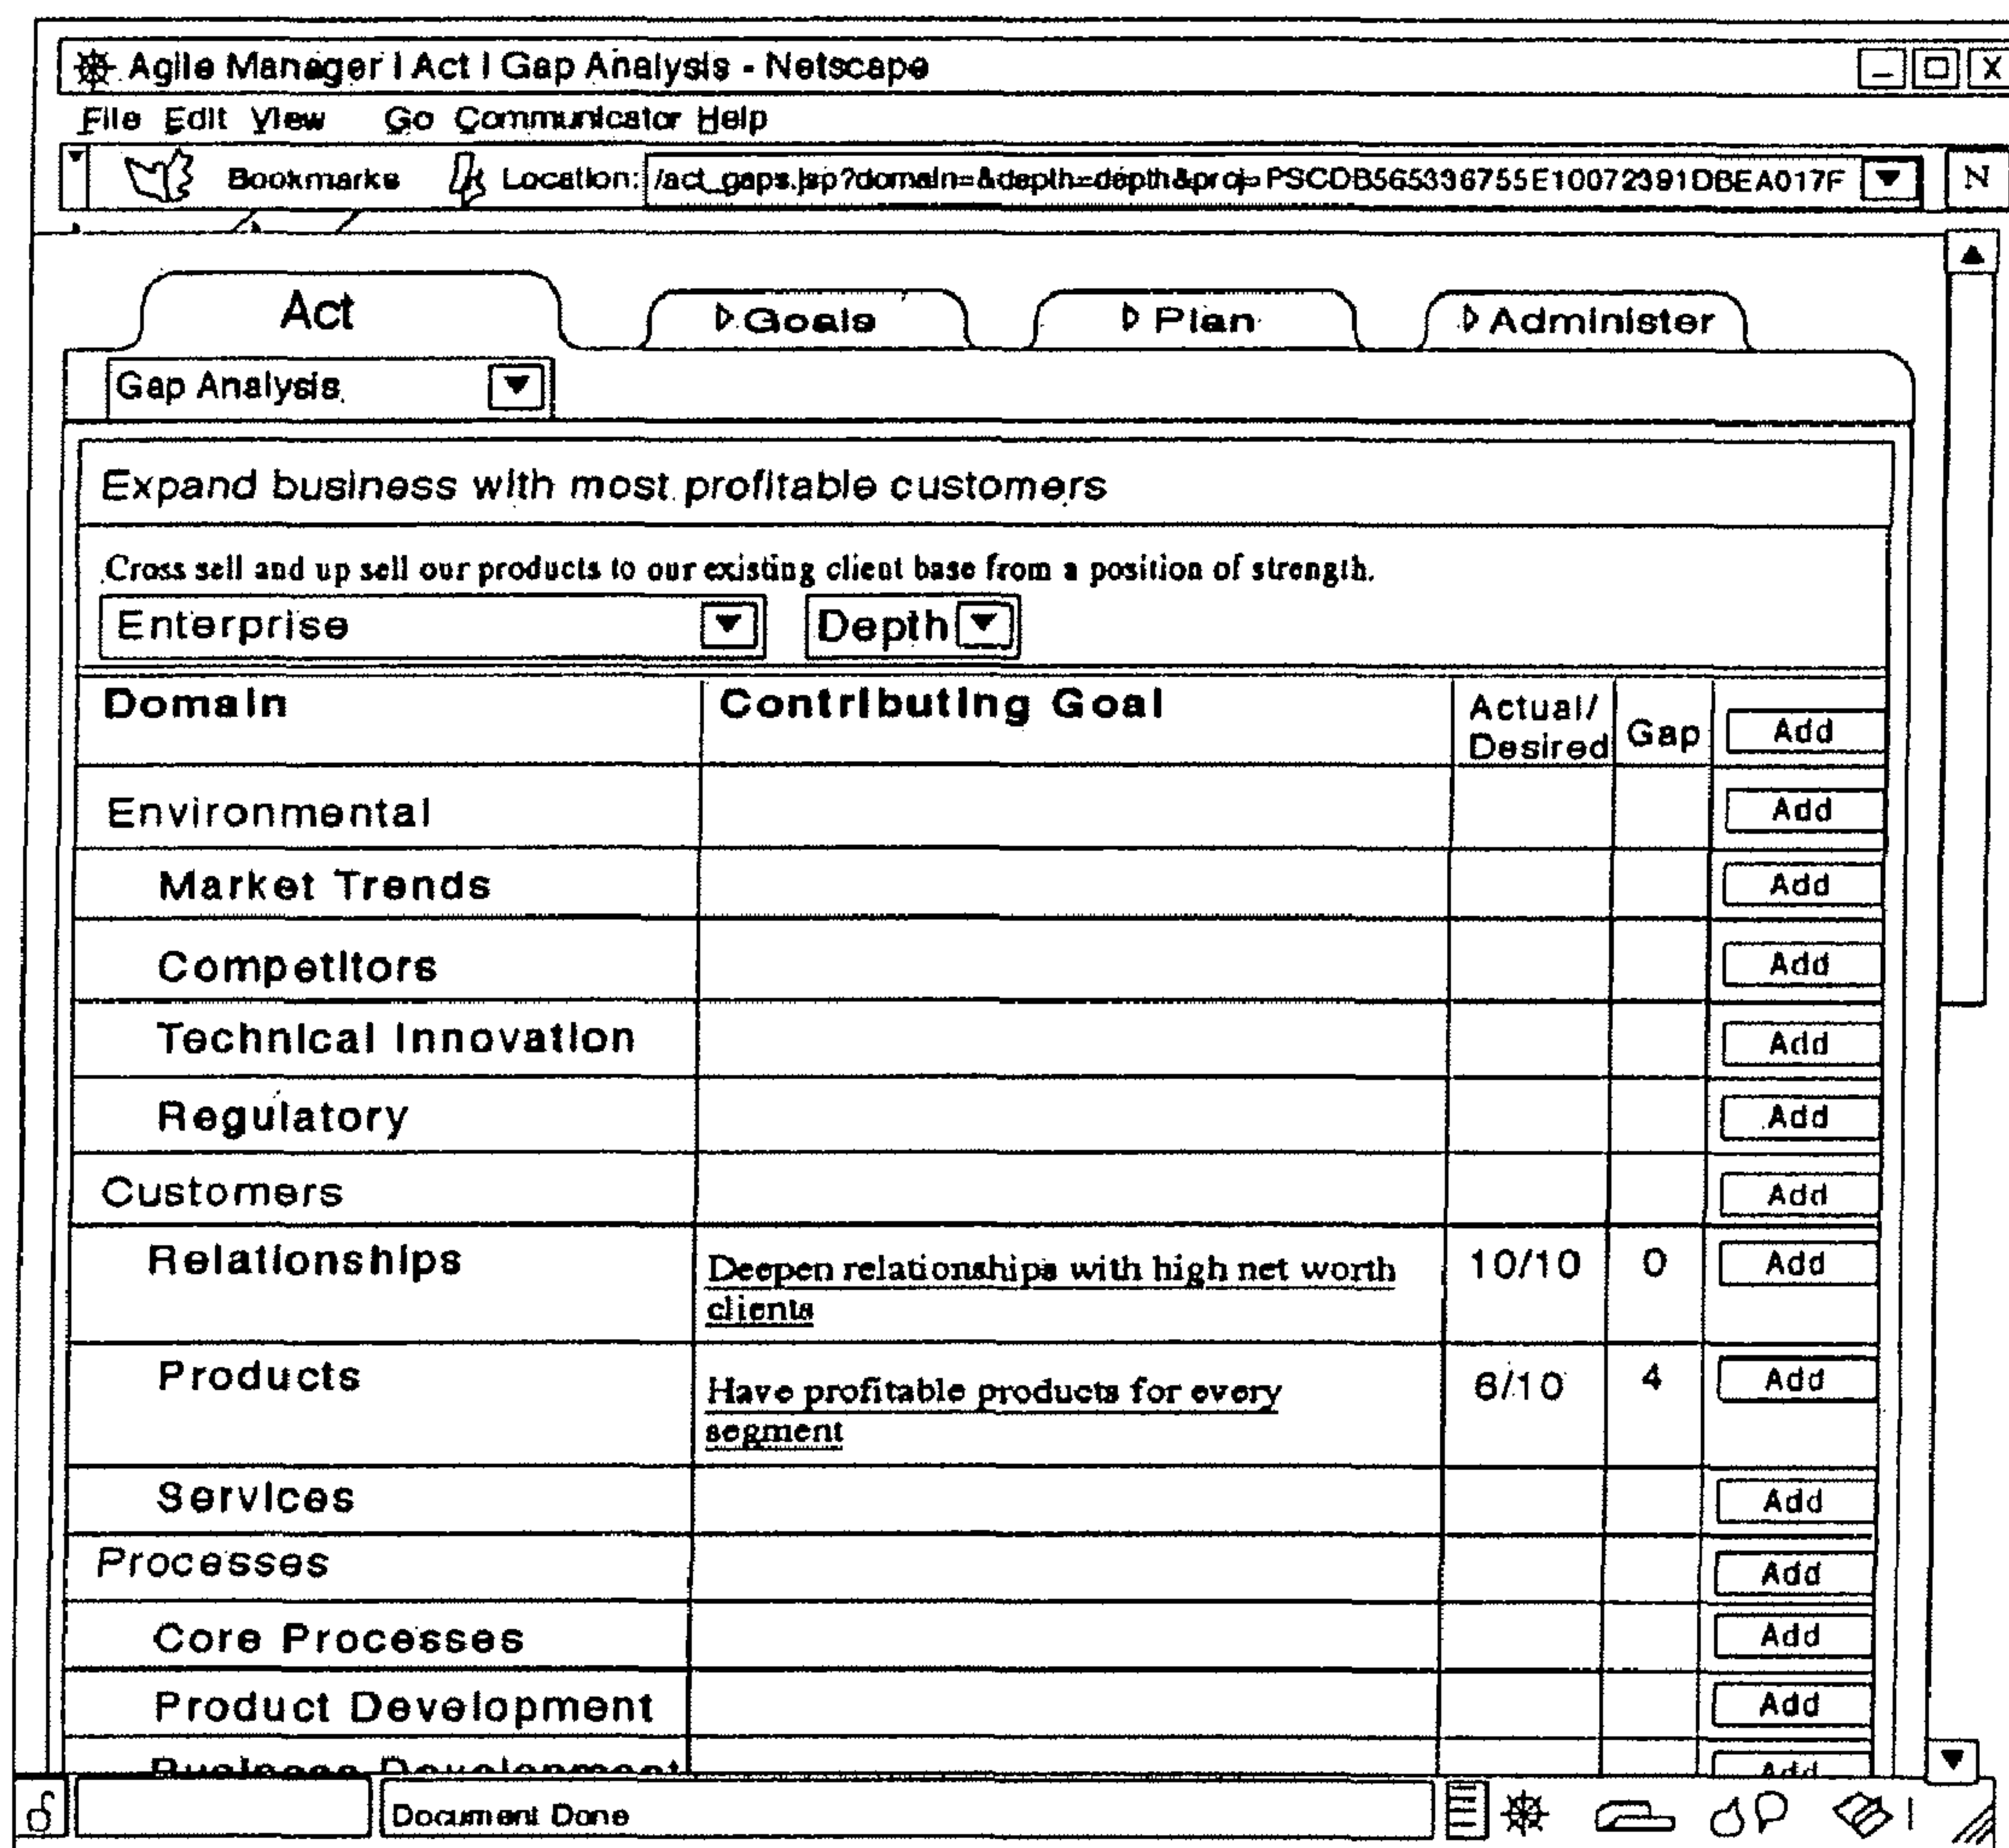 Agile Manager | Act | Gap Analysis - Netscape
File Edit View Go Communicator Help
Bookmarks Location: /act_gaps.jsp?domain=&depth=depth&proj=PSCDB565336755E10072391DBEA017F N
Act Goals Plan Administer
Gap Analysis
Expand business with most profitable customers
Cross sell and up sell our products to our existing client base from a position of strength.
Enterprise Depth
Domain Contributing Goal Actual/ Desired Gap Add
Environmental Add
Market Trends Add
Competitors Add
Technical Innovation Add
Regulatory Add
Customers Add
Relationships Deepen relationships with high net worth 10/10 0 Add
clients
Products Have profitable products for every 6/10 4 Add
segment
Services Add
Processes Add
Core Processes Add
Product Development Add
Business Development Add
Document Done